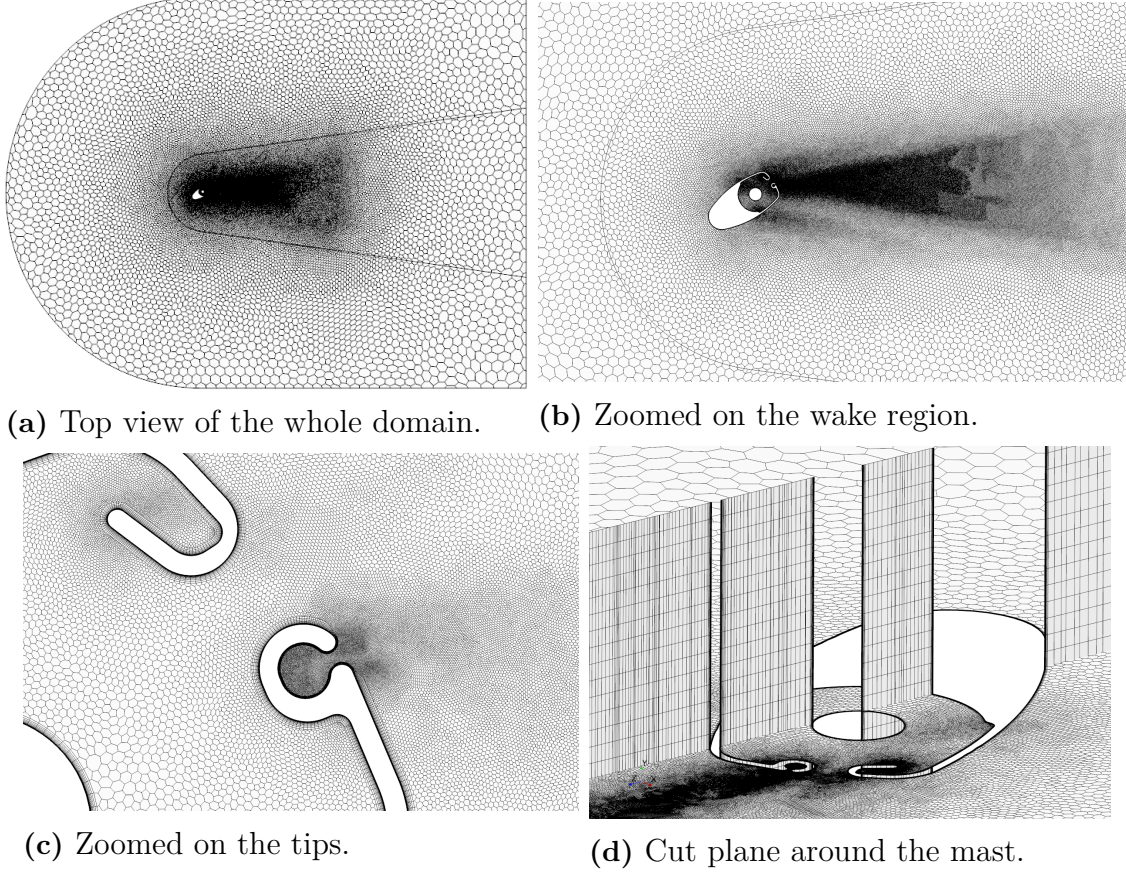 (a) Top view of the whole domain.
(b) Zoomed on the wake region.
(c) Zoomed on the tips.
(d) Cut plane around the mast.